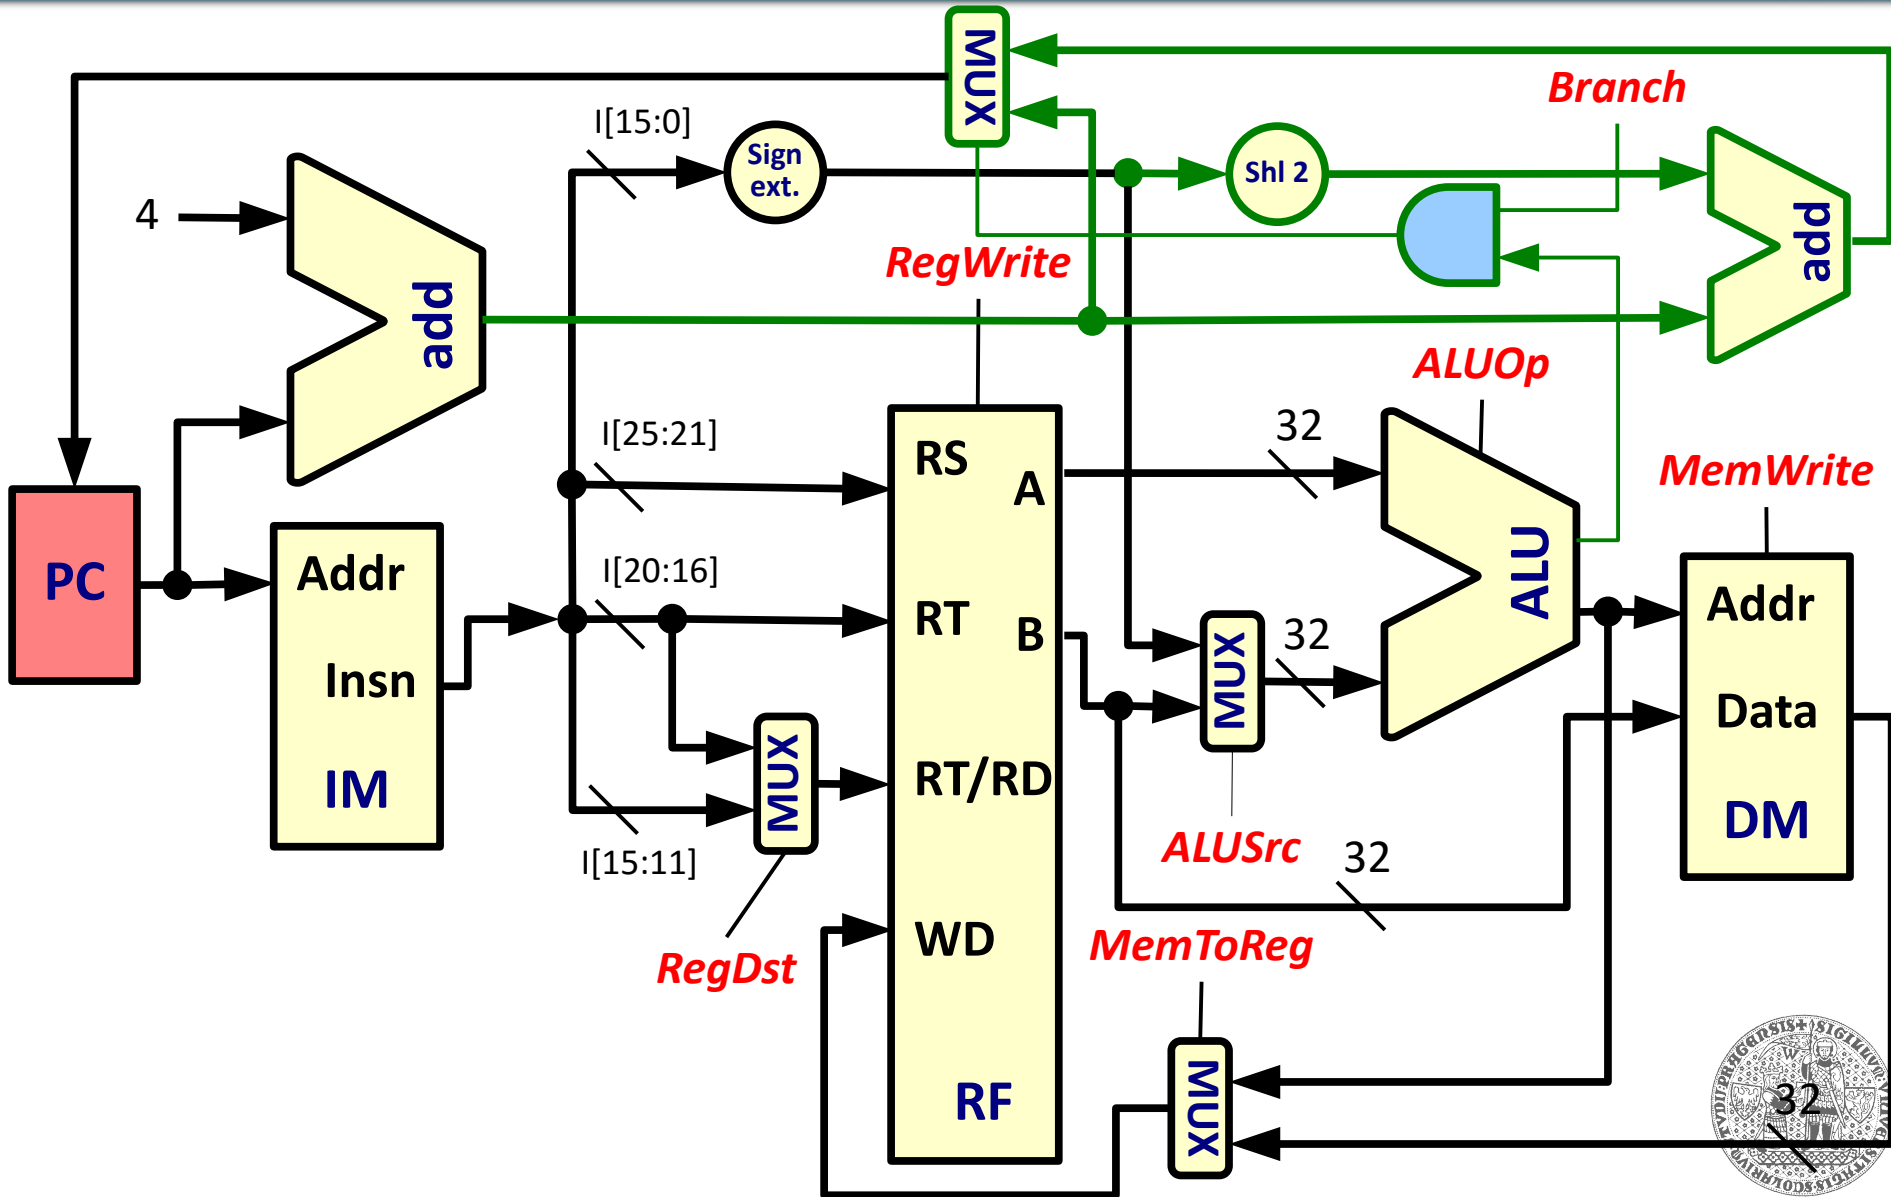 MUX
Branch
I[15:0]
Sign
ext.
Shl 2
4
add
add
RegWrite
ALUOp
I[25:21]
32
RS
A
MemWrite
PC
Addr
Insn
IM
I[20:16]
RT
B
MUX
32
ALU
Addr
Data
DM
MUX
RT/RD
I[15:11]
ALUSrc
32
RegDst
WD
MemToReg
RF
MUX
32